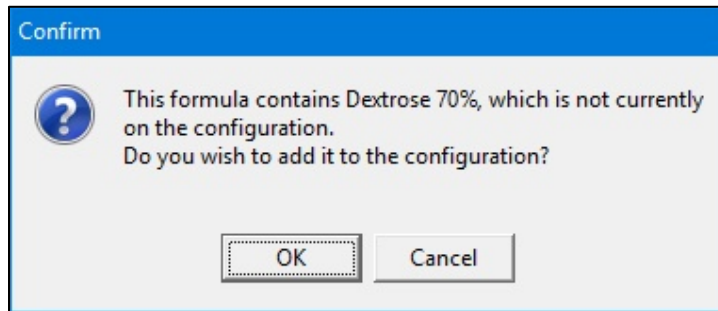 Confirm
This formula contains Dextrose 70%, which is not currently
on the configuration.
Do you wish to add it to the configuration?
OK
Cancel